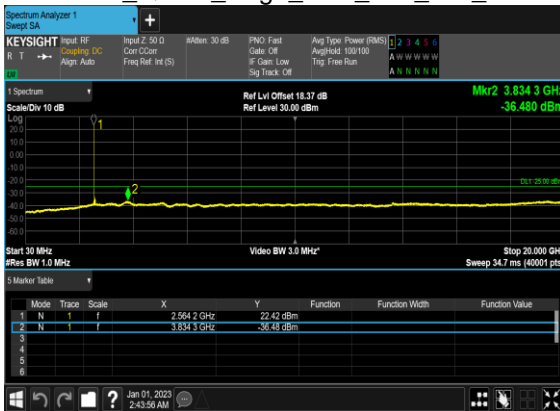 Spectrum Analyzer 1
Swept SA
+
KEYSIGHT
R T
Input: RF
Coupling: DC
Align: Auto
Input Z: 50 Ω
Corr CCorr
Freq Ref: Int (S)
#Atten: 30 dB
PNO: Fast
Gate: Off
IF Gain: Low
Sig Track: Off
Avg Type: Power (RMS)
Avg|Hold: 100/100
Trig: Free Run
1 2 3 4 5 6
A W W W W W
A N N N N N
1 Spectrum
Scale/Div 10 dB
Ref Lvl Offset 18.37 dB
Ref Level 30.00 dBm
Mkr2 3.834 3 GHz
-36.480 dBm
Log
20.0
10.0
0.00
-10.0
-20.0
-30.0
-40.0
-50.0
-60.0
1
2
Start 30 MHz
#Res BW 1.0 MHz
Video BW 3.0 MHz*
Stop 20.000 GH
Sweep 34.7 ms (40001 pts
5 Marker Table
Mode Trace Scale X Y Function Function Width Function Value
1 N 1 f 2.564 2 GHz 22.42 dBm
2 N 1 f 3.834 3 GHz -36.48 dBm
3
4
5
6
?
Jan 01, 2023
2:43:56 AM